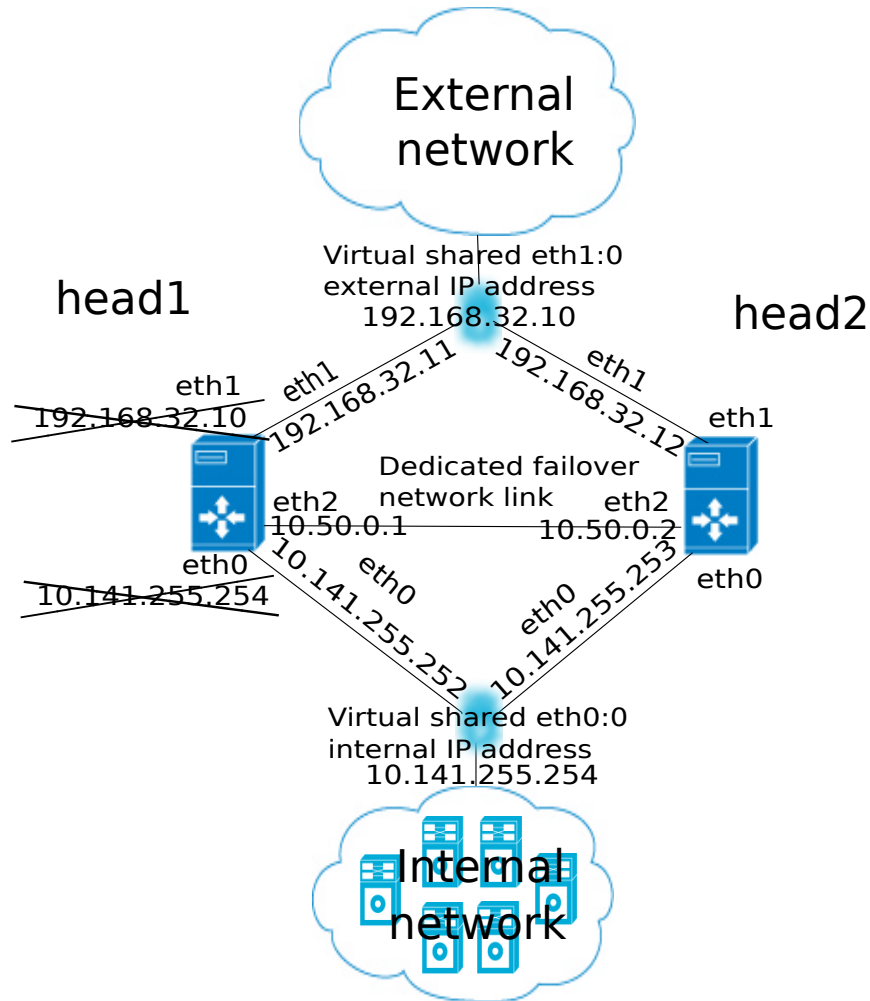 External
network
Virtual shared eth1:0
external IP address
192.168.32.10
head1
head2
eth1
192.168.32.10
eth1
192.168.32.11
eth1
192.168.32.12
eth1
Dedicated failover
network link
eth2
10.50.0.1
eth2
10.50.0.2
eth0
10.141.255.254
eth0
10.141.255.252
eth0
10.141.255.253
eth0
Virtual shared eth0:0
internal IP address
10.141.255.254
Internal
network